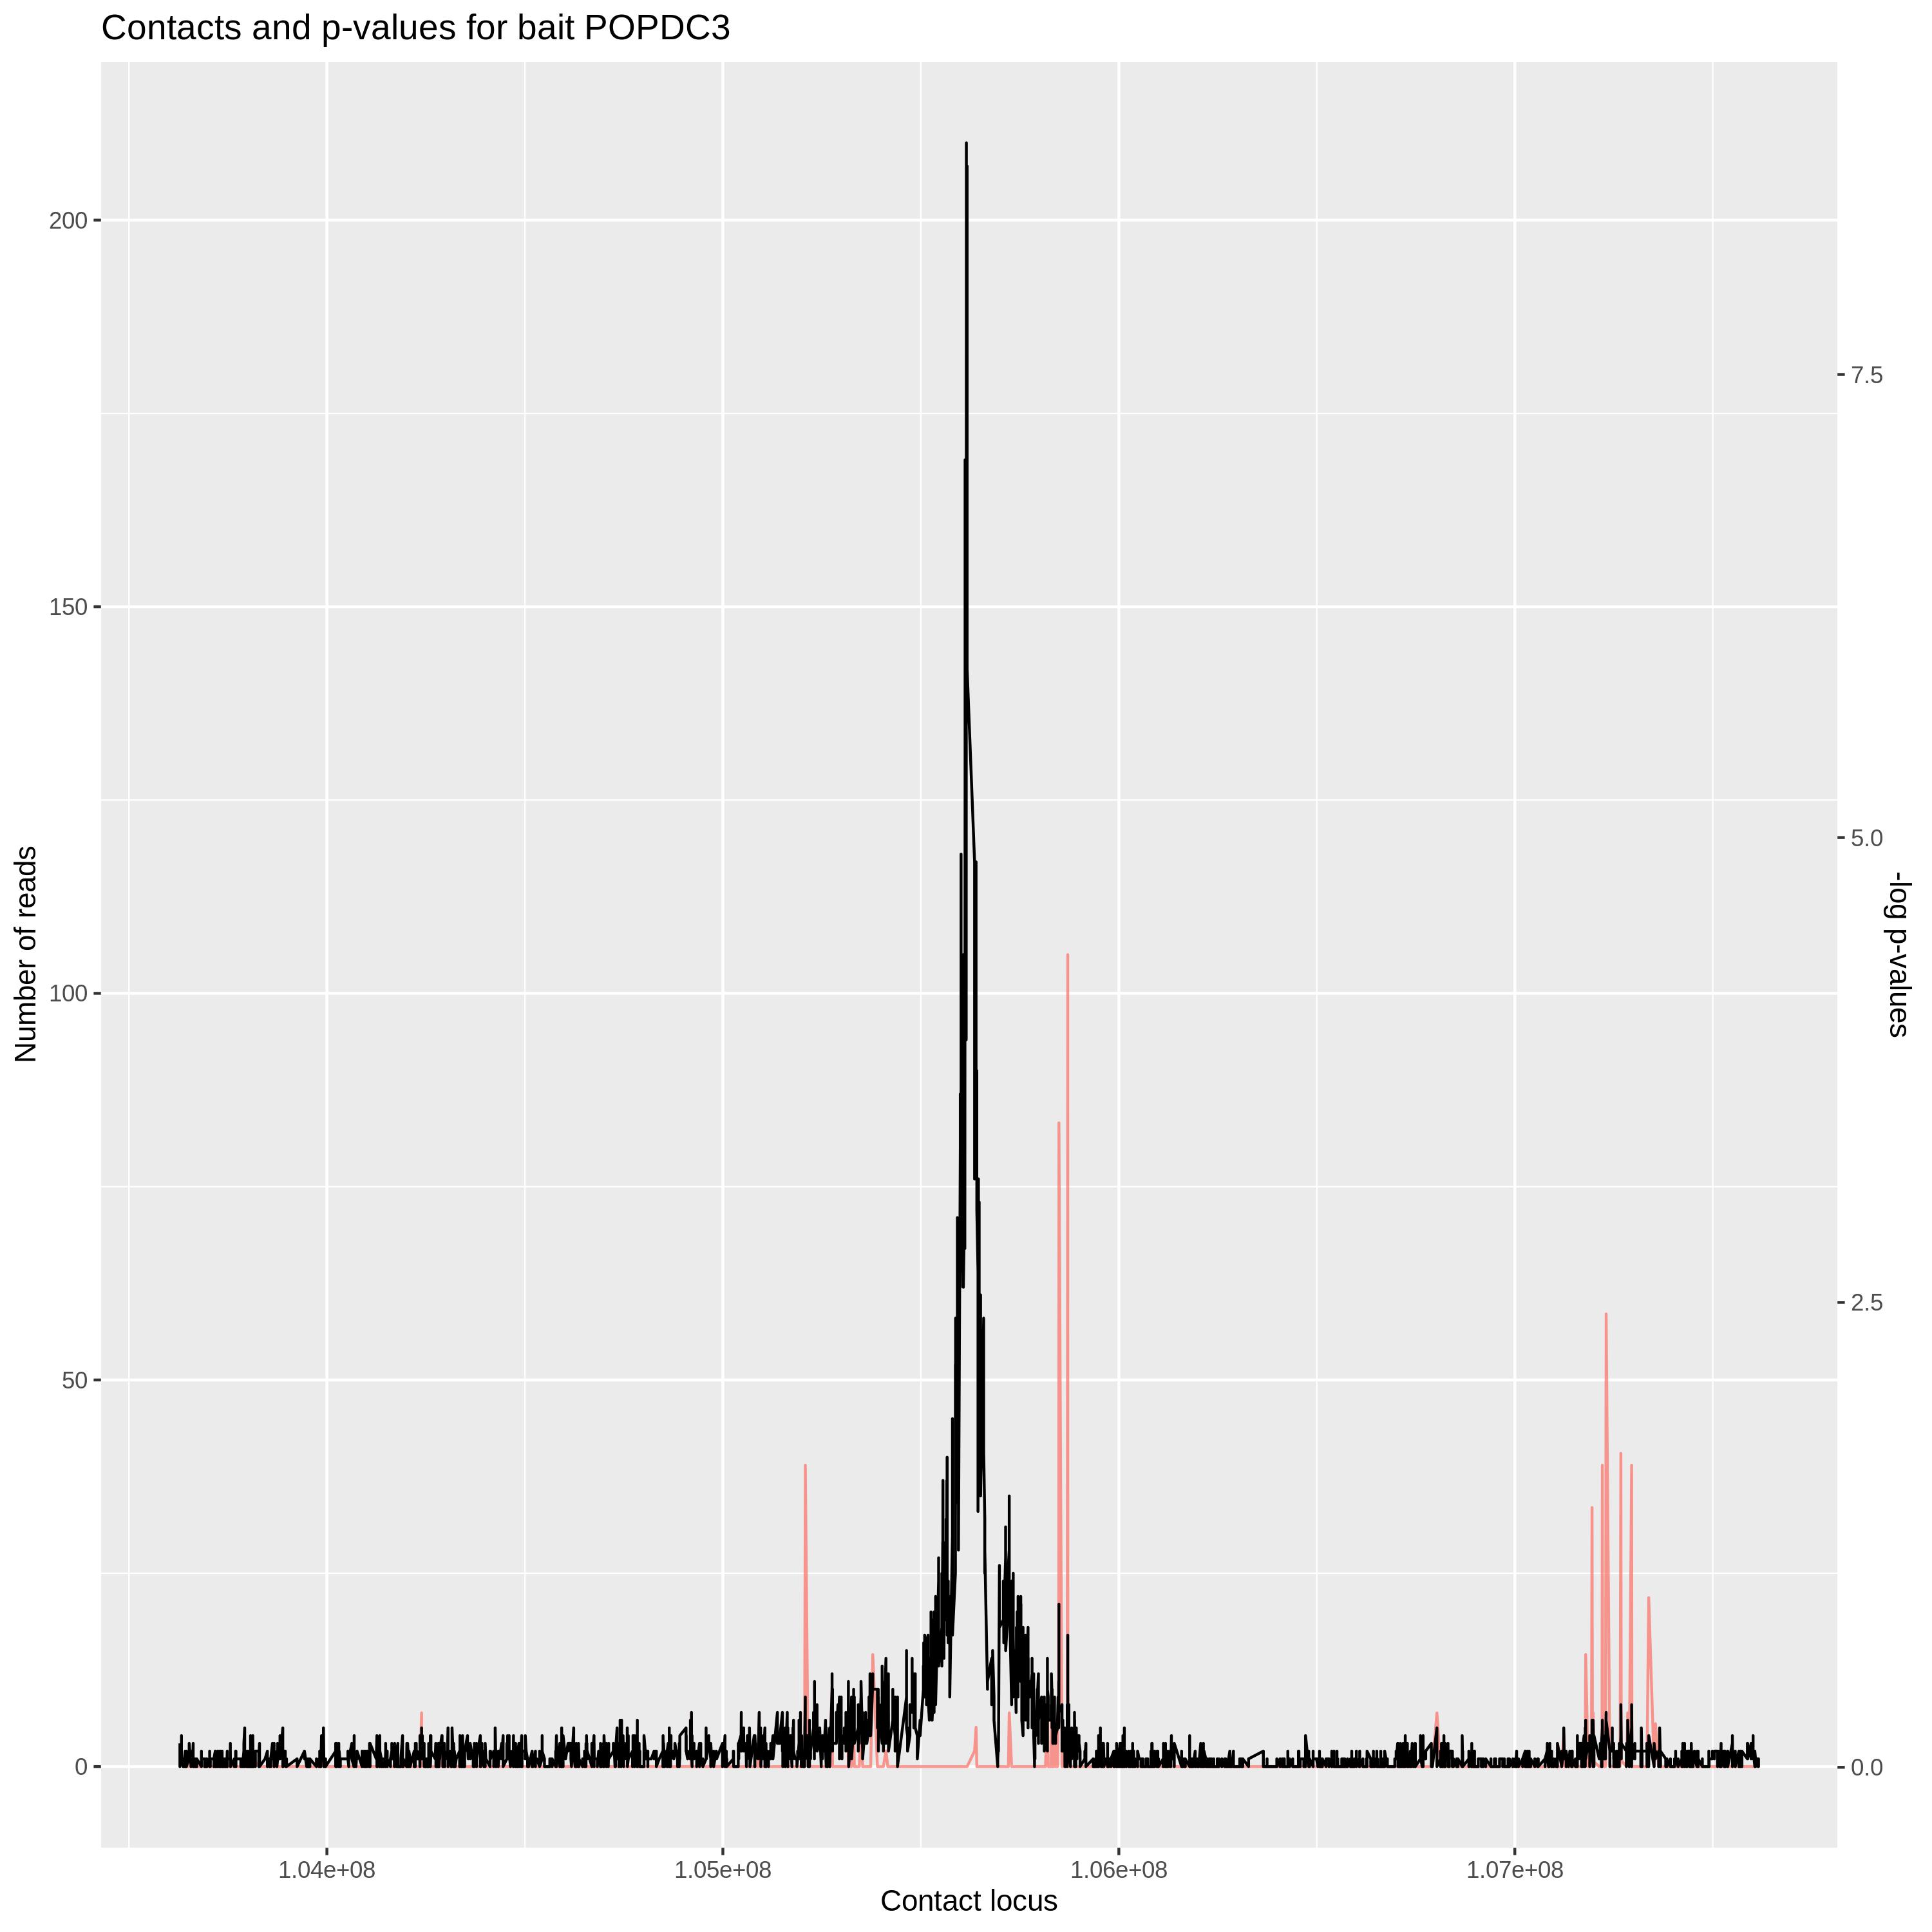 Contacts and p-values for bait POPDC3
200
150
100
50
0
Number of reads
7.5
5.0
2.5
0.0
-log p-values
1.04e+08
1.05e+08
1.06e+08
1.07e+08
Contact locus